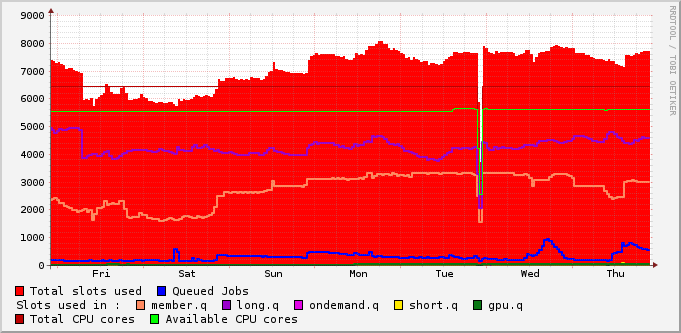 9000
8000
7000
6000
5000
4000
3000
2000
1000
0
Fri Sat Sun Mon Tue Wed Thu
RRDTOOL / TOBI OETIKER
Total slots used Queued Jobs
Slots used in : member.q long.q ondemand.q short.q gpu.q
Total CPU cores Available CPU cores